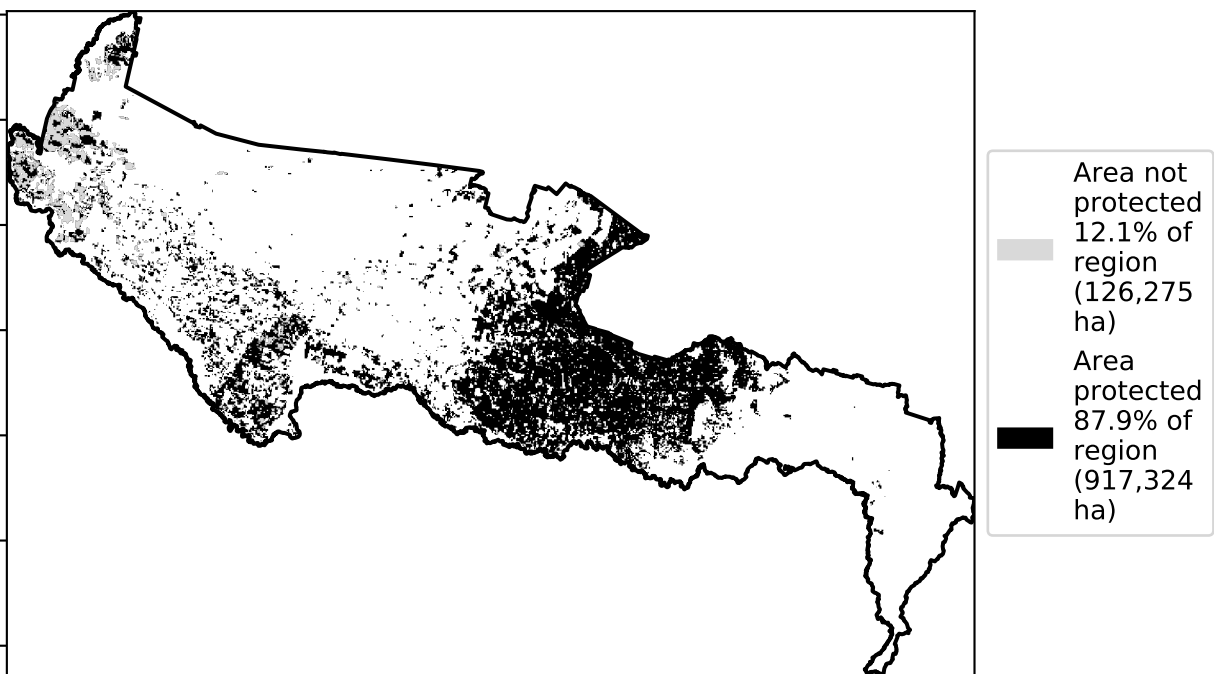 Area not
protected
12.1% of
region
(126,275
ha)
Area
protected
87.9% of
region
(917,324
ha)